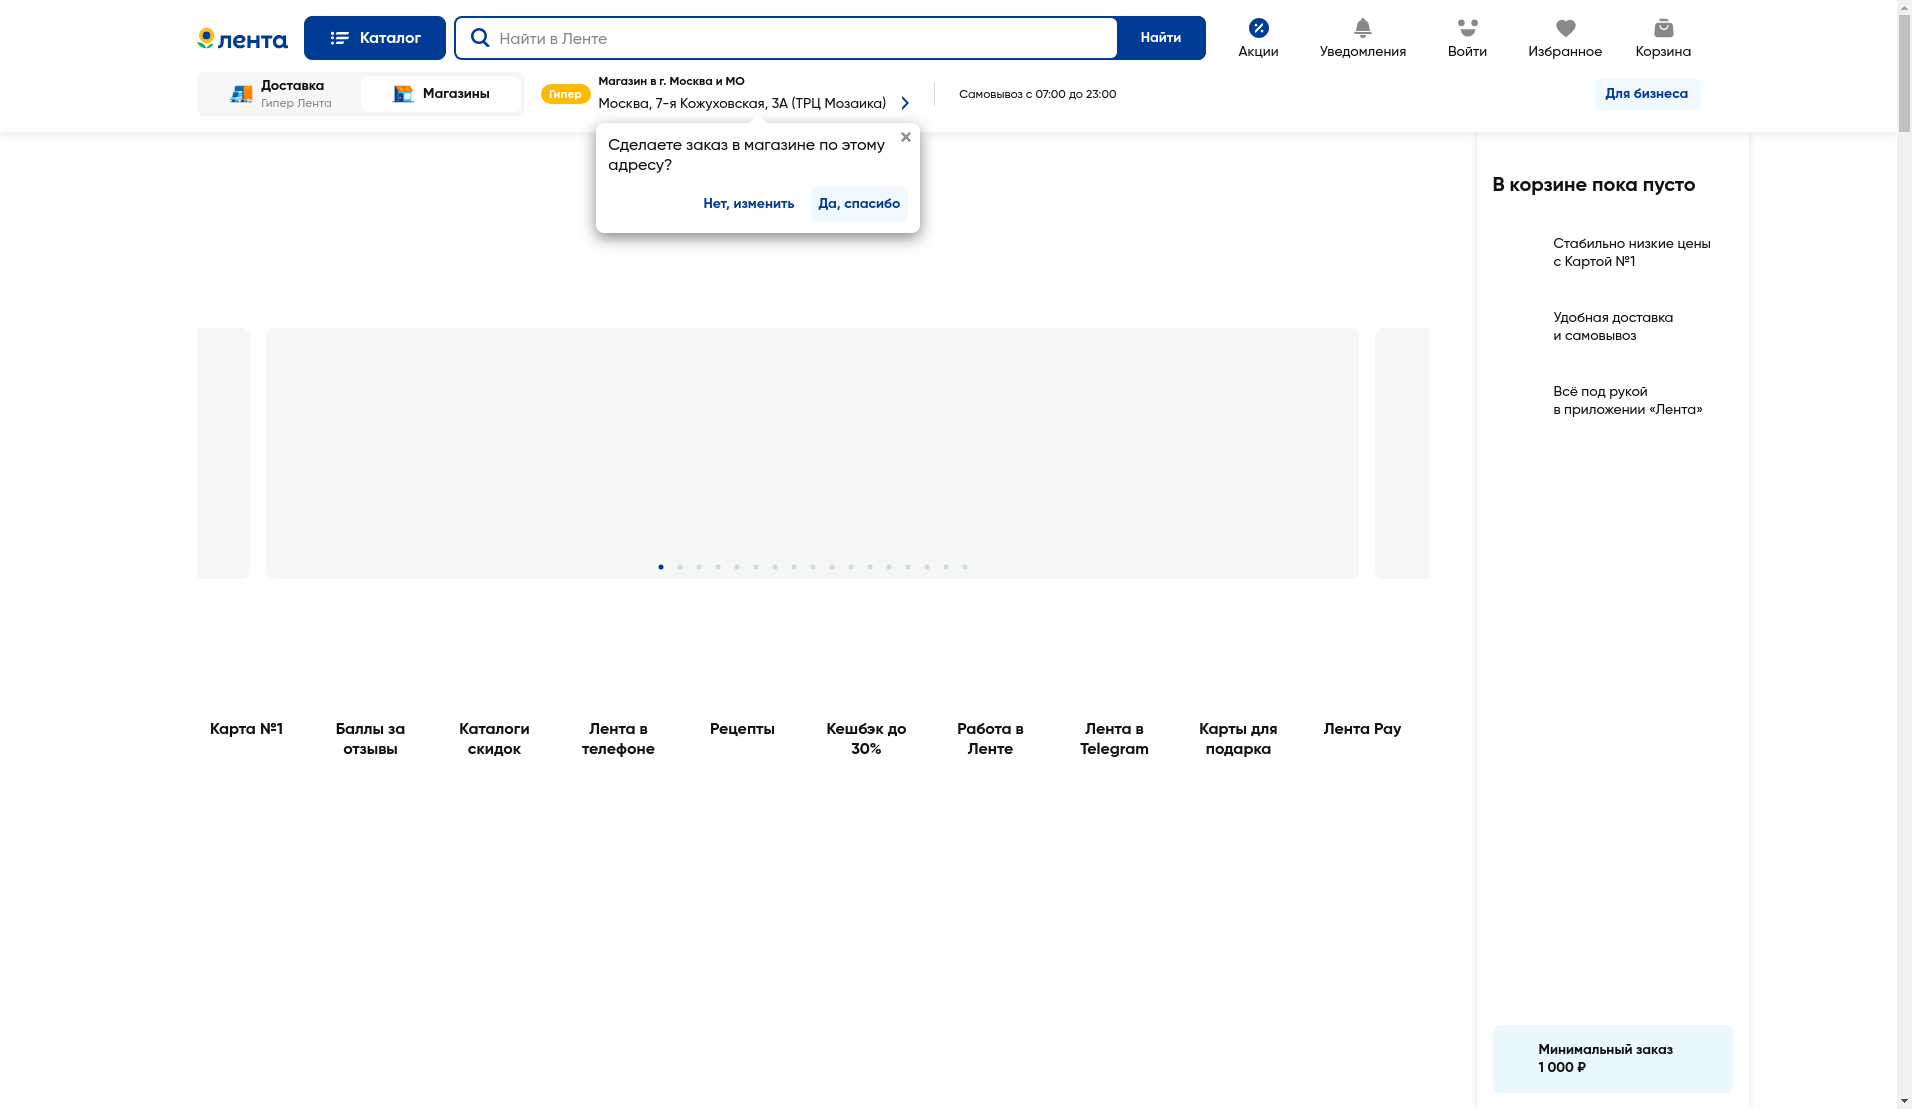 лента
Каталог
Найти в Ленте
Найти
Акции
Уведомления
Войти
Избранное
Корзина
Доставка
Гипер Лента
Магазины
Гипер
Магазин в г. Москва и МО
Москва, 7-я Кожуховская, 3А (ТРЦ Мозаика)
Самовывоз с 07:00 до 23:00
Для бизнеса
Сделаете заказ в магазине по этому
адресу?
Нет, изменить
Да, спасибо
В корзине пока пусто
Стабильно низкие цены
с Картой №1
Удобная доставка
и самовывоз
Всё под рукой
в приложении «Лента»
Карта №1
Баллы за
отзывы
Каталоги
скидок
Лента в
телефоне
Рецепты
Кешбэк до
30%
Работа в
Ленте
Лента в
Telegram
Карты для
подарка
Лента Pay
Минимальный заказ
1 000 ₽